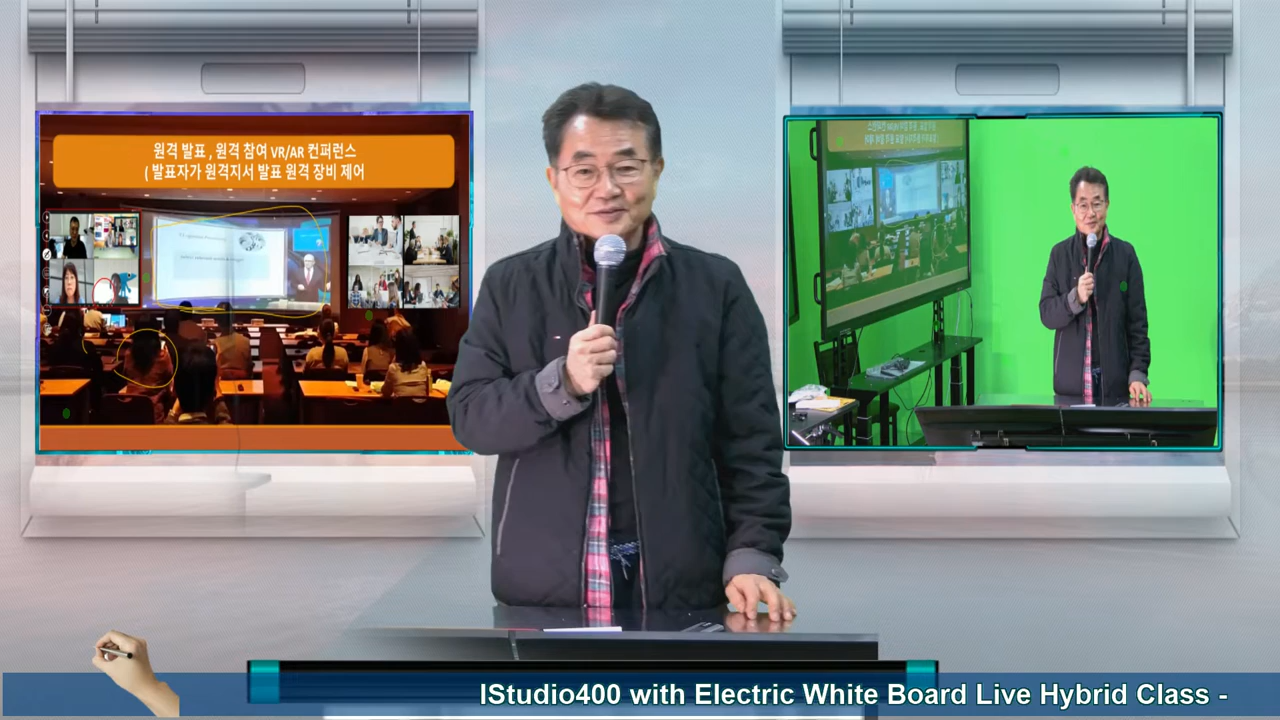 원격 발표 , 원격 참여 VR/AR 컨퍼런스
( 발표자가 원격지서 발표 원격 장비 제어
IStudio400 with Electric White Board Live Hybrid Class -